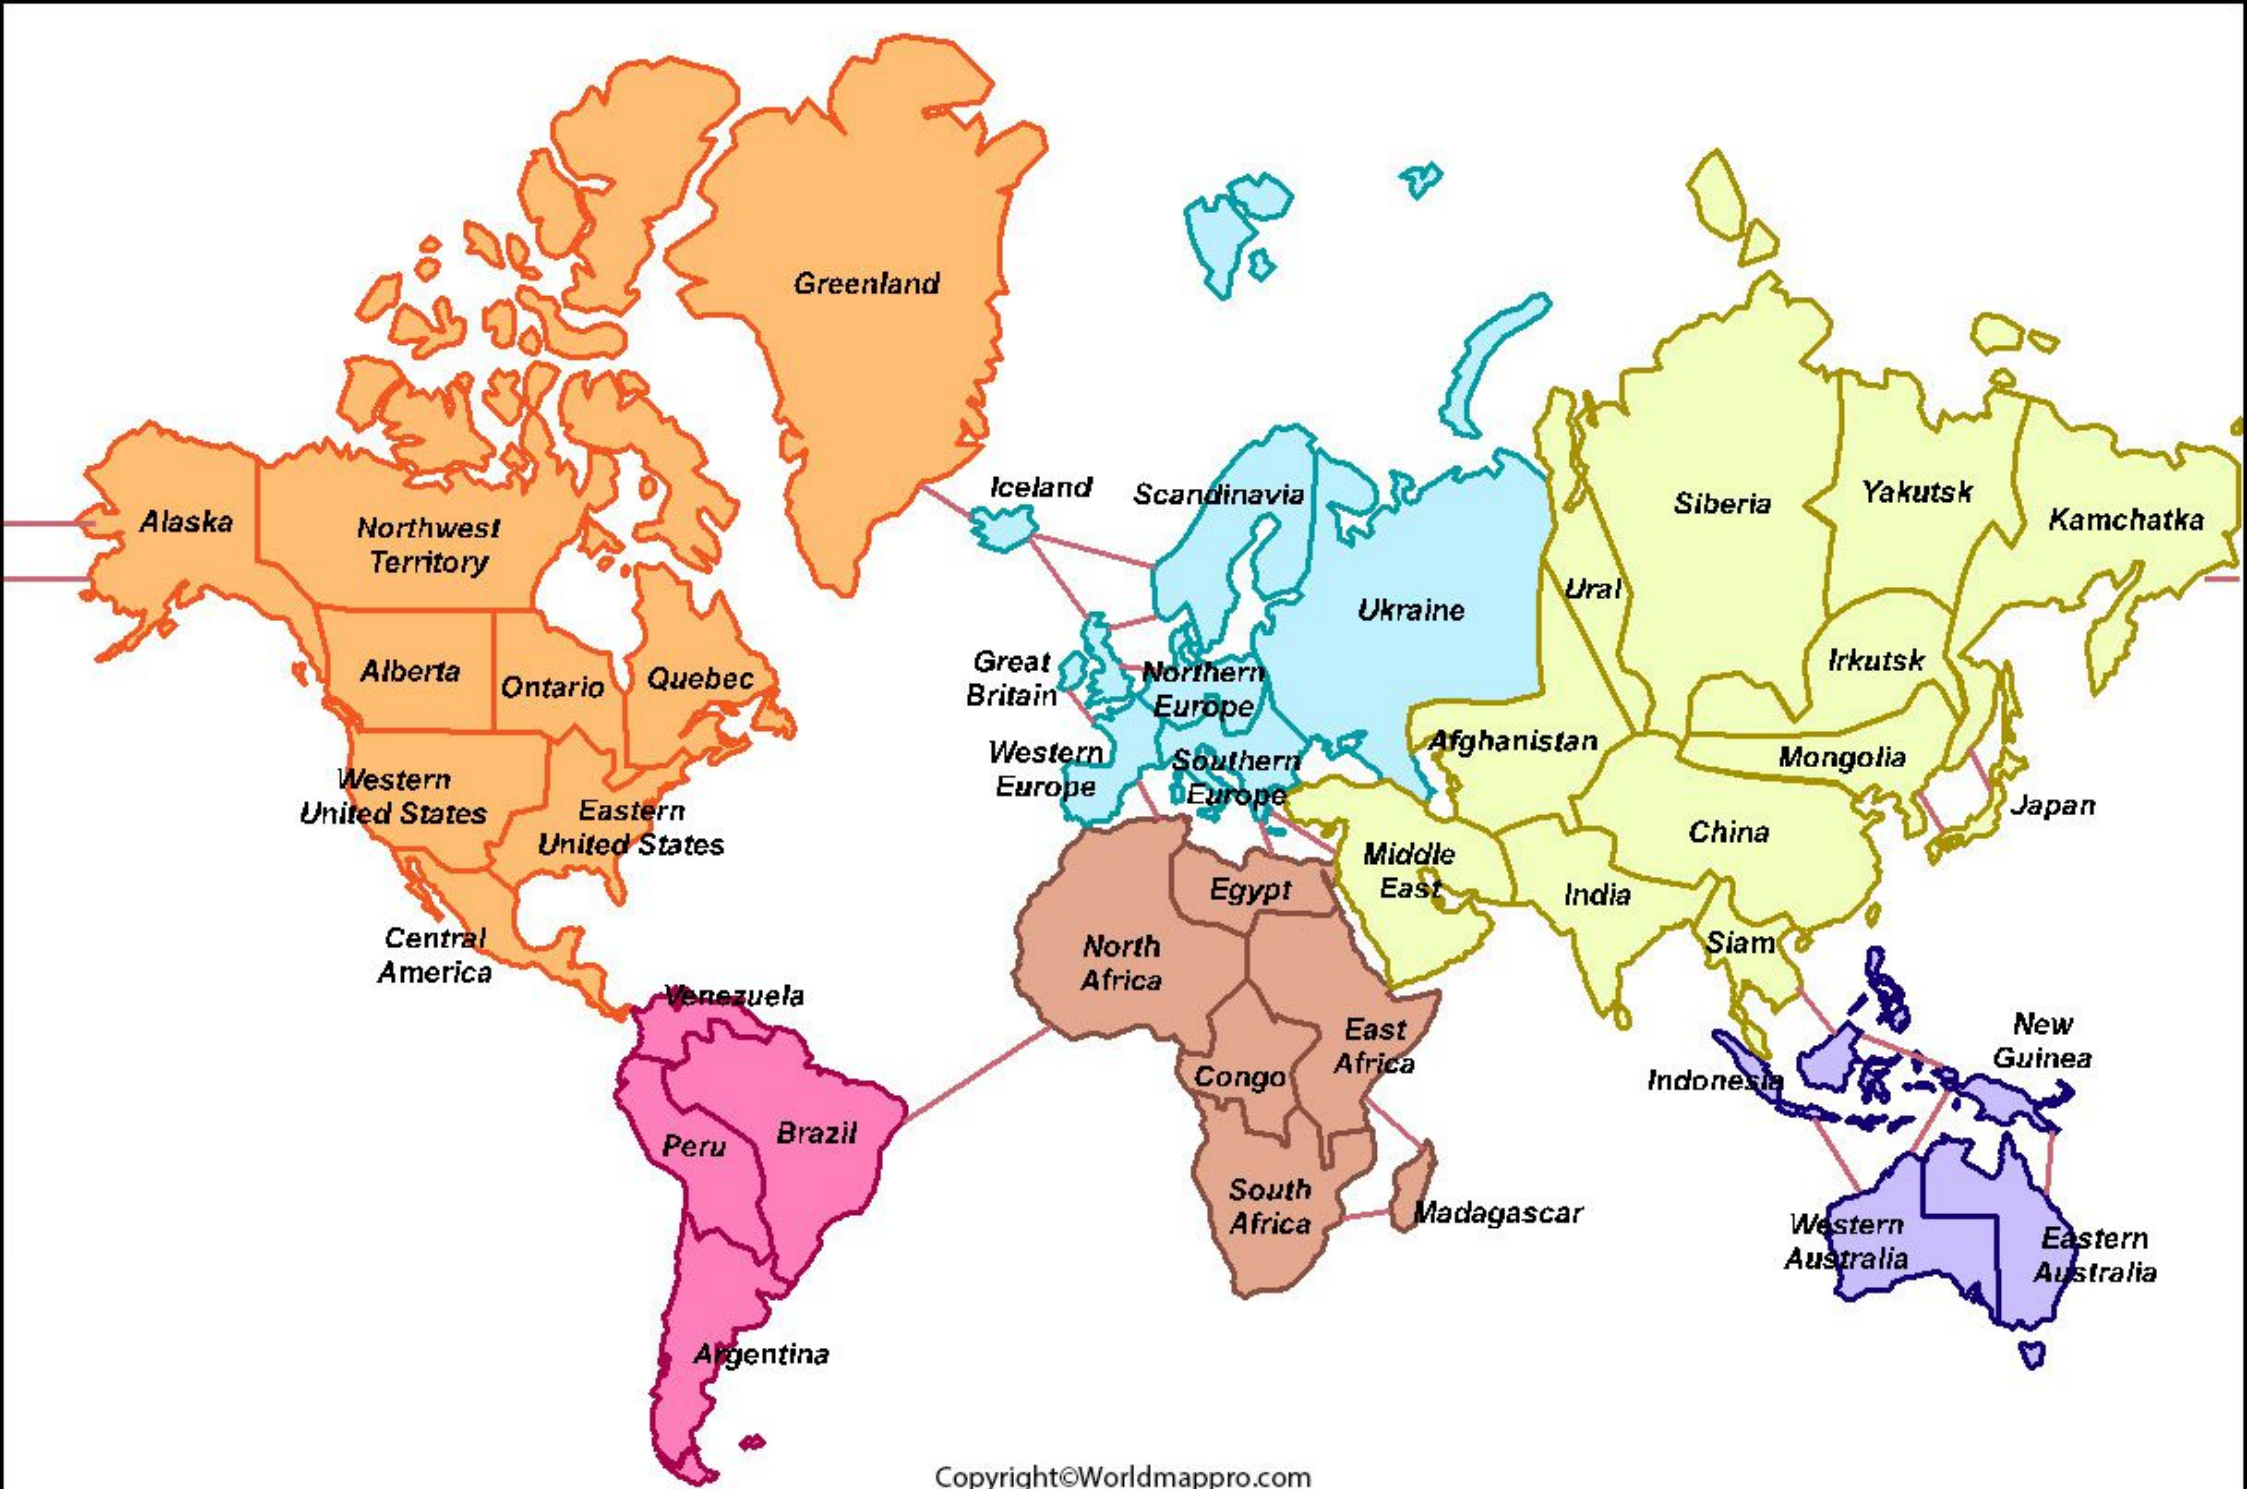 Greenland
Iceland
Scandinavia
Siberia
Yakutsk
Kamchatka
Alaska
Northwest
Territory
Ural
Ukraine
Alberta
Ontario
Quebec
Great
Britain
Northern
Europe
Irkutsk
Western
United States
Eastern
United States
Western
Europe
Southern
Europe
Afghanistan
Mongolia
Japan
China
Middle
East
India
Egypt
Central
America
North
Africa
Siam
Venezuela
East
Africa
New
Guinea
Congo
Indonesia
Peru
Brazil
South
Africa
Madagascar
Western
Australia
Eastern
Australia
Argentina
Copyright©Worldmappro.com